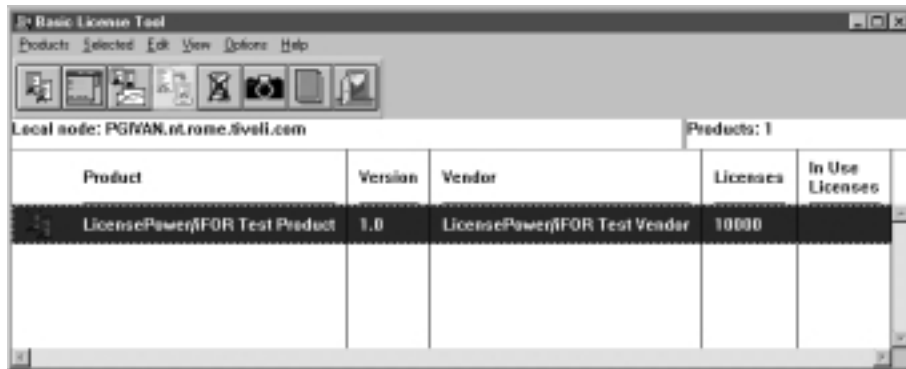 Basic License Tool
Products Selected Edit View Options Help
Local node: PGIVAN.nt.rome.tivoli.com Products: 1
Product Version Vendor Licenses In Use Licenses
LicensePower/iFOR Test Product 1.0 LicensePower/iFOR Test Vendor 10000